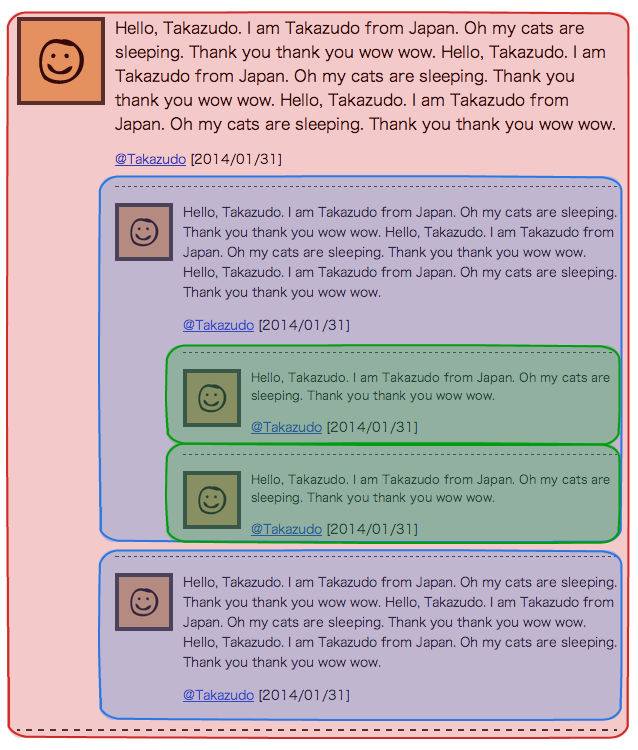 Hello, Takazudo. I am Takazudo from Japan. Oh my cats are
sleeping. Thank you thank you wow wow. Hello, Takazudo. I am
Takazudo from Japan. Oh my cats are sleeping. Thank you
thank you wow wow. Hello, Takazudo. I am Takazudo from
Japan. Oh my cats are sleeping. Thank you thank you wow wow.
@Takazudo [2014/01/31]
Hello, Takazudo. I am Takazudo from Japan. Oh my cats are sleeping.
Thank you thank you wow wow. Hello, Takazudo. I am Takazudo from
Japan. Oh my cats are sleeping. Thank you thank you wow wow.
Hello, Takazudo. I am Takazudo from Japan. Oh my cats are sleeping.
Thank you thank you wow wow.
@Takazudo [2014/01/31]
Hello, Takazudo. I am Takazudo from Japan. Oh my cats are
sleeping. Thank you thank you wow wow.
@Takazudo [2014/01/31]
Hello, Takazudo. I am Takazudo from Japan. Oh my cats are
sleeping. Thank you thank you wow wow.
@Takazudo [2014/01/31]
Hello, Takazudo. I am Takazudo from Japan. Oh my cats are sleeping.
Thank you thank you wow wow. Hello, Takazudo. I am Takazudo from
Japan. Oh my cats are sleeping. Thank you thank you wow wow.
Hello, Takazudo. I am Takazudo from Japan. Oh my cats are sleeping.
Thank you thank you wow wow.
@Takazudo [2014/01/31]